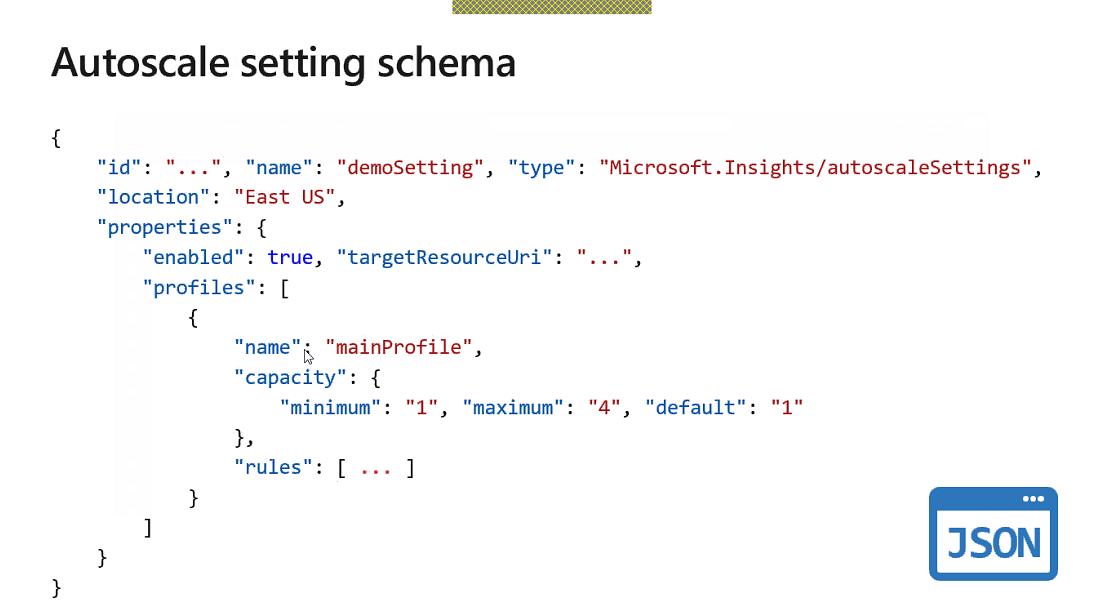 Autoscale setting schema
{
"id": "...", "name": "demoSetting", "type": "Microsoft.Insights/autoscaleSettings",
"location": "East US",
"properties": {
"enabled": true, "targetResourceUri": "...",
"profiles": [
{
"name": "mainProfile",
"capacity": {
"minimum": "1", "maximum": "4", "default": "1"
},
"rules": [ ... ]
}
]
}
}
JSON